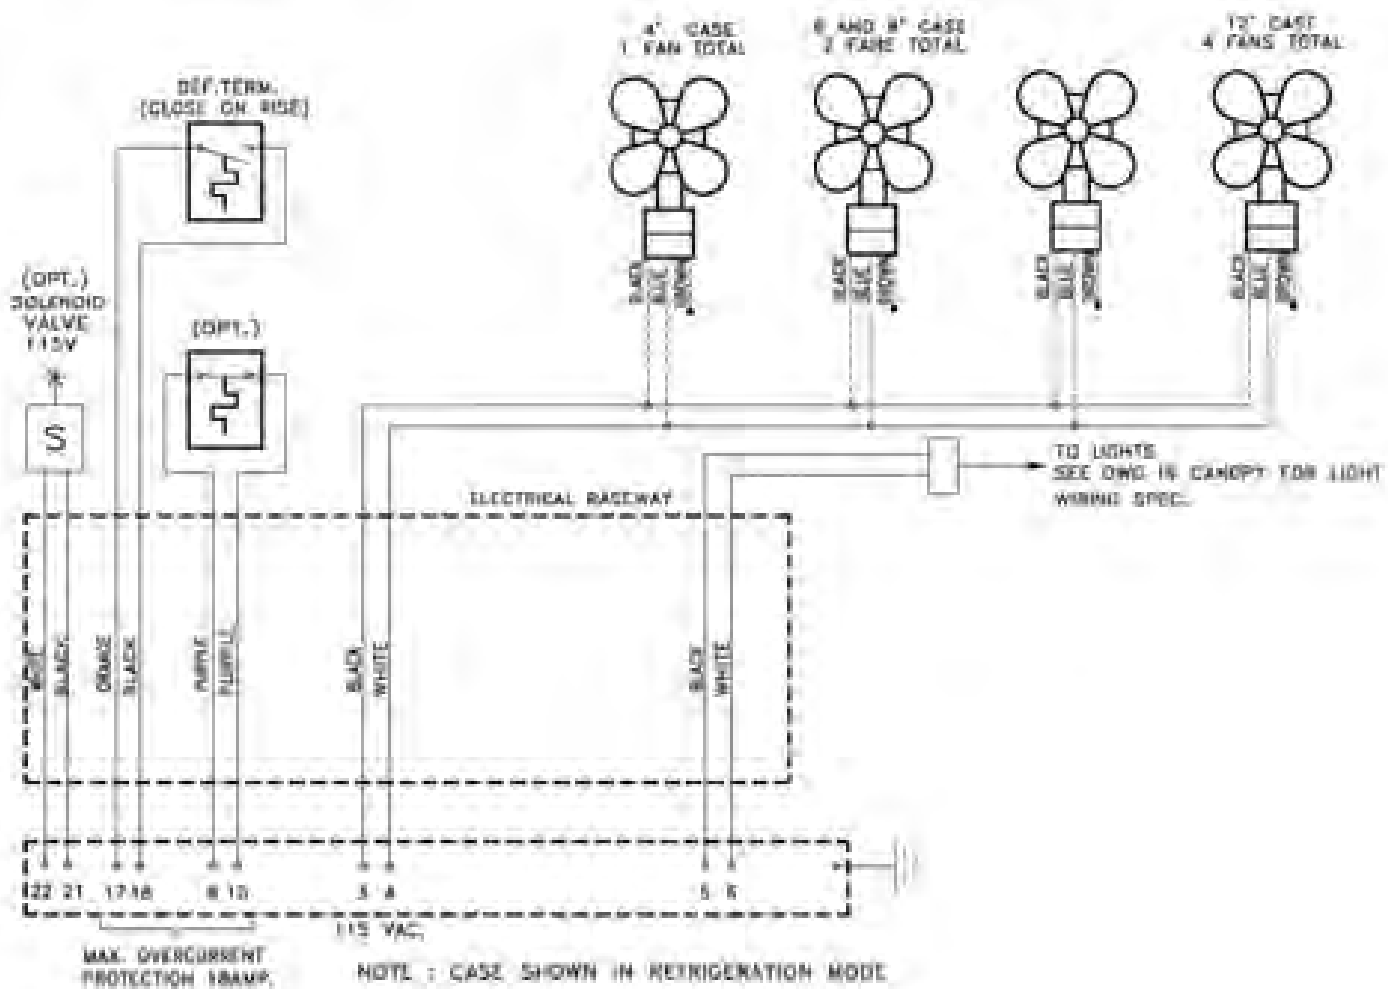 4' CASE
1 FAN TOTAL
6 AND 8' CASE
2 FANS TOTAL
12' CASE
4 FANS TOTAL
DEF.TERM.
(CLOSE ON RISE)
(OPT.)
SOLENOID
VALVE
115V
(OPT.)
S
BLACK
BLUE
BROWN
BLACK
BLUE
BROWN
BLACK
BLUE
BROWN
BLACK
BLUE
BROWN
TO LIGHTS
SEE DWG IN CANOPY FOR LIGHT
WIRING SPEC.
ELECTRICAL RACEWAY
WHITE
BLACK
ORANGE
BLACK
PURPLE
PURPLE
BLACK
WHITE
BLACK
WHITE
22 21 17 5
115 VAC.
MAX. OVERCURRENT
PROTECTION
NOTE : CASE SHOWN IN REFRIGERATION MODE